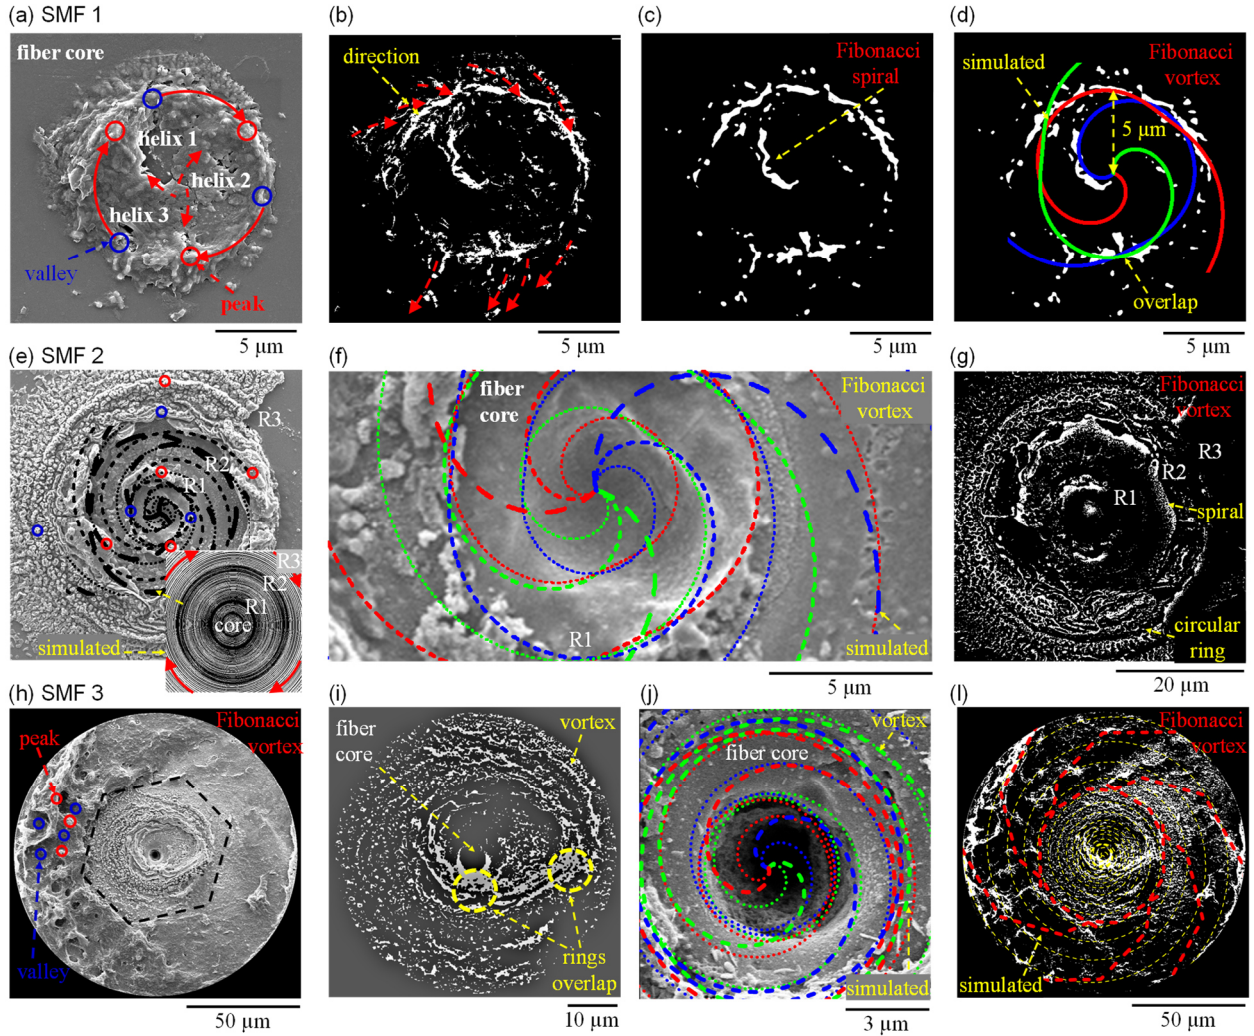 (a) SMF 1
fiber core
helix 1
helix 2
helix 3
valley
peak
5 µm
(b)
direction
5 µm
(c)
Fibonacci
spiral
5 µm
(d)
simulated
Fibonacci
vortex
5 µm
overlap
5 µm
(e) SMF 2
R3
R2
R1
R3
R2
R1
core
simulated
(f)
fiber
core
Fibonacci
vortex
R1
simulated
5 µm
(g)
Fibonacci
vortex
R3
R2
R1
spiral
circular
ring
20 µm
(h) SMF 3
Fibonacci
vortex
peak
valley
50 µm
(i)
fiber
core
vortex
rings
overlap
10 µm
(j)
vortex
fiber core
simulated
3 µm
(l)
Fibonacci
vortex
simulated
50 µm